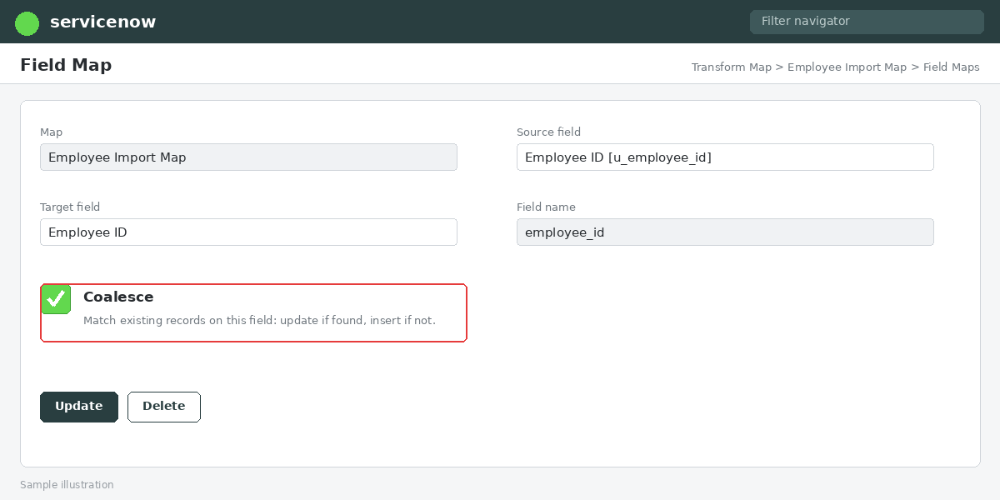 servicenow
Filter navigator
Field Map
Transform Map > Employee Import Map > Field Maps
Map
Source field
Employee Import Map
Employee ID [u_employee_id]
Target field
Field name
Employee ID
employee_id
Coalesce
Match existing records on this field: update if found, insert if not.
Update
Delete
Sample illustration